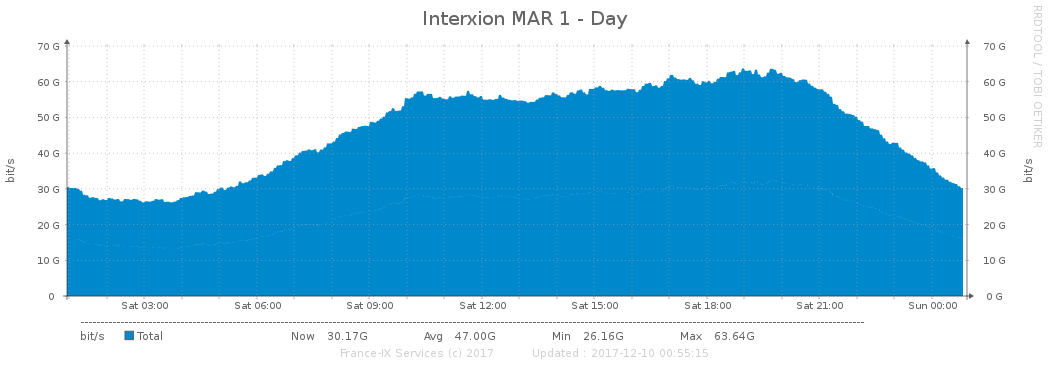 Interxion MAR 1 - Day
RRDTOOL / TOBI OETIKER
bit/s
70 G 70 G
60 G 60 G
50 G 50 G
40 G 40 G
30 G 30 G
20 G 20 G
10 G 10 G
0 0 G
bit/s
Sat 03:00 Sat 06:00 Sat 09:00 Sat 12:00 Sat 15:00 Sat 18:00 Sat 21:00 Sun 00:00
bit/s Total Now 30.17G Avg 47.00G Min 26.16G Max 63.64G
France-IX Services (c) 2017 Updated : 2017-12-10 00:55:15